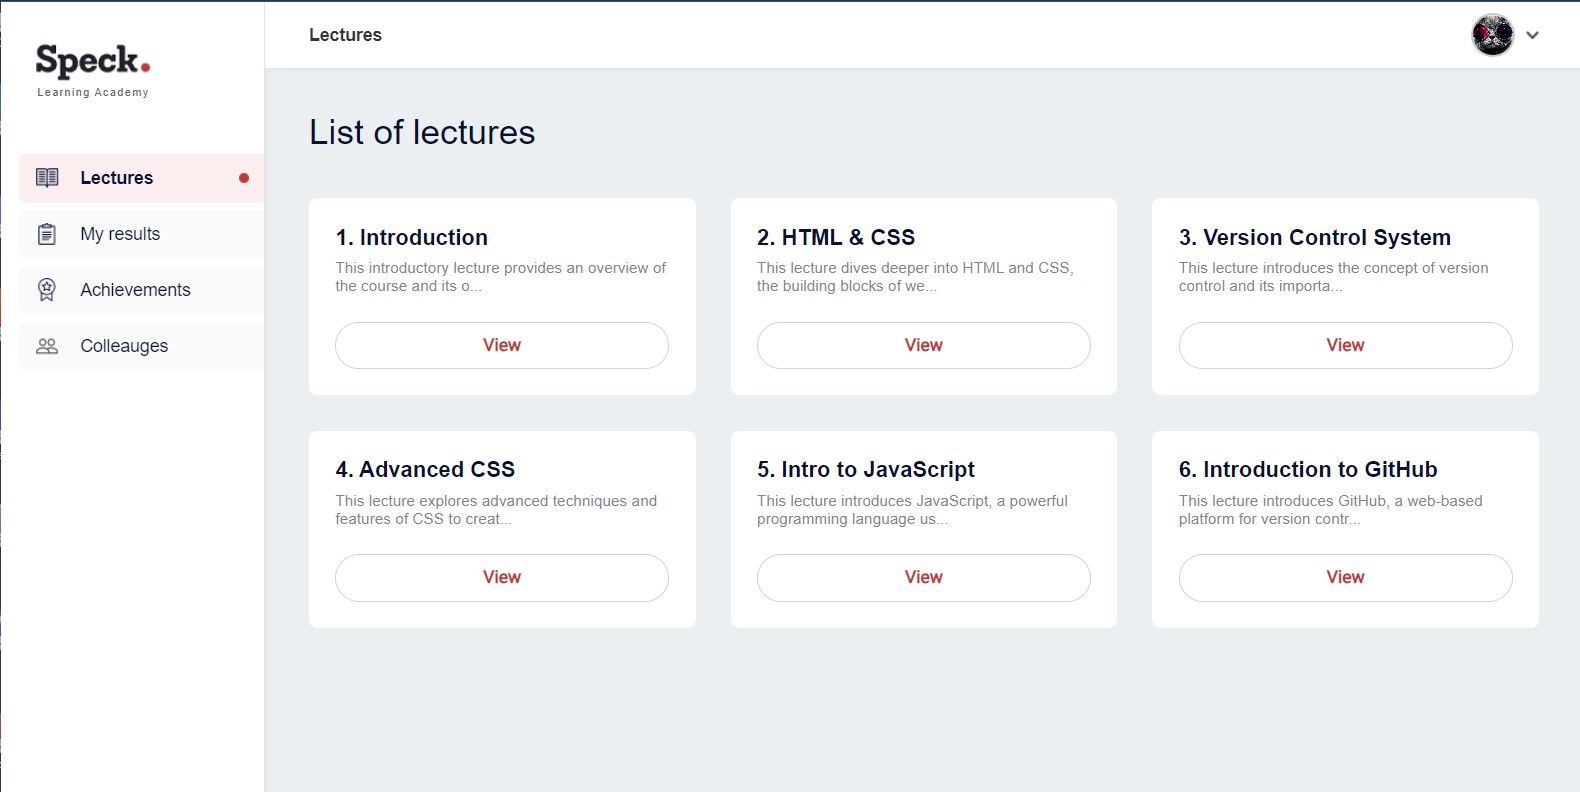 Speck.
Learning Academy
Lectures
My results
Achievements
Colleauges
Lectures
List of lectures
1. Introduction
This introductory lecture provides an overview of
the course and its o...
View
2. HTML & CSS
This lecture dives deeper into HTML and CSS,
the building blocks of we...
View
3. Version Control System
This lecture introduces the concept of version
control and its importa...
View
4. Advanced CSS
This lecture explores advanced techniques and
features of CSS to creat...
View
5. Intro to JavaScript
This lecture introduces JavaScript, a powerful
programming language us...
View
6. Introduction to GitHub
This lecture introduces GitHub, a web-based
platform for version contr...
View